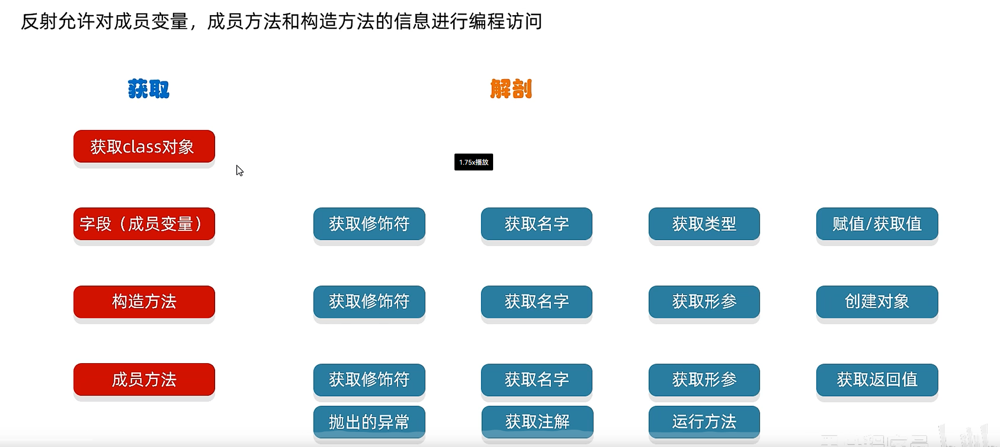 反射允许对成员变量，成员方法和构造方法的信息进行编程访问
获取 解剖
获取class对象
1.75x播放
字段（成员变量） 获取修饰符 获取名字 获取类型 赋值/获取值
构造方法 获取修饰符 获取名字 获取形参 创建对象
成员方法 获取修饰符 获取名字 获取形参 获取返回值
抛出的异常 获取注解 运行方法